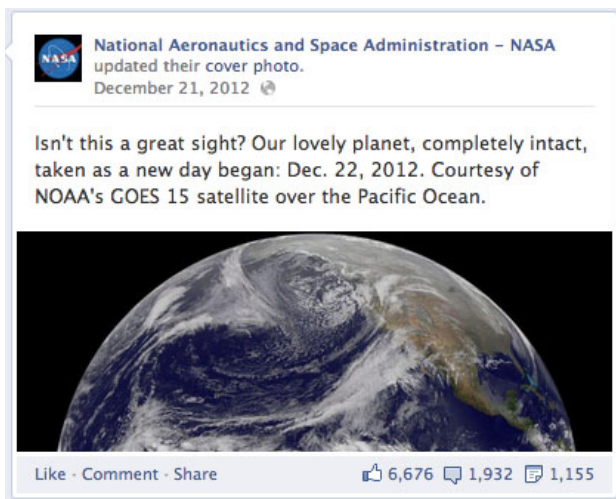 NASA
National Aeronautics and Space Administration – NASA
updated their cover photo.
December 21, 2012
Isn't this a great sight? Our lovely planet, completely intact,
taken as a new day began: Dec. 22, 2012. Courtesy of
NOAA's GOES 15 satellite over the Pacific Ocean.
Like · Comment · Share 6,676 1,932 1,155